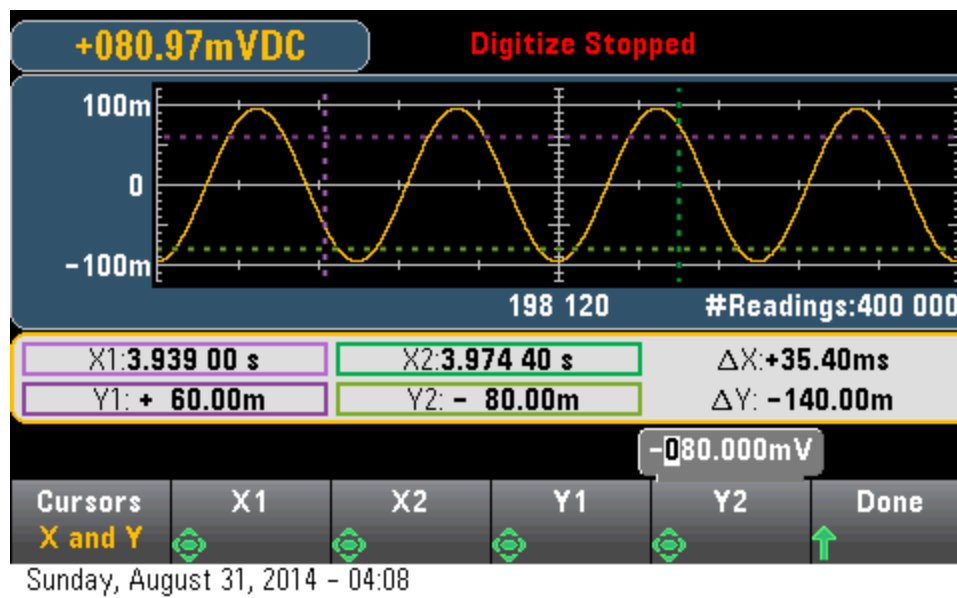 +080.97mVDC Digitize Stopped
100m
0
-100m
198 120 #Readings:400 000
X1:3.939 00 s X2:3.974 40 s ΔX:+35.40ms
Y1: + 60.00m Y2: - 80.00m ΔY: -140.00m
-080.000mV
Cursors X1 X2 Y1 Y2 Done
X and Y
Sunday, August 31, 2014 - 04:08